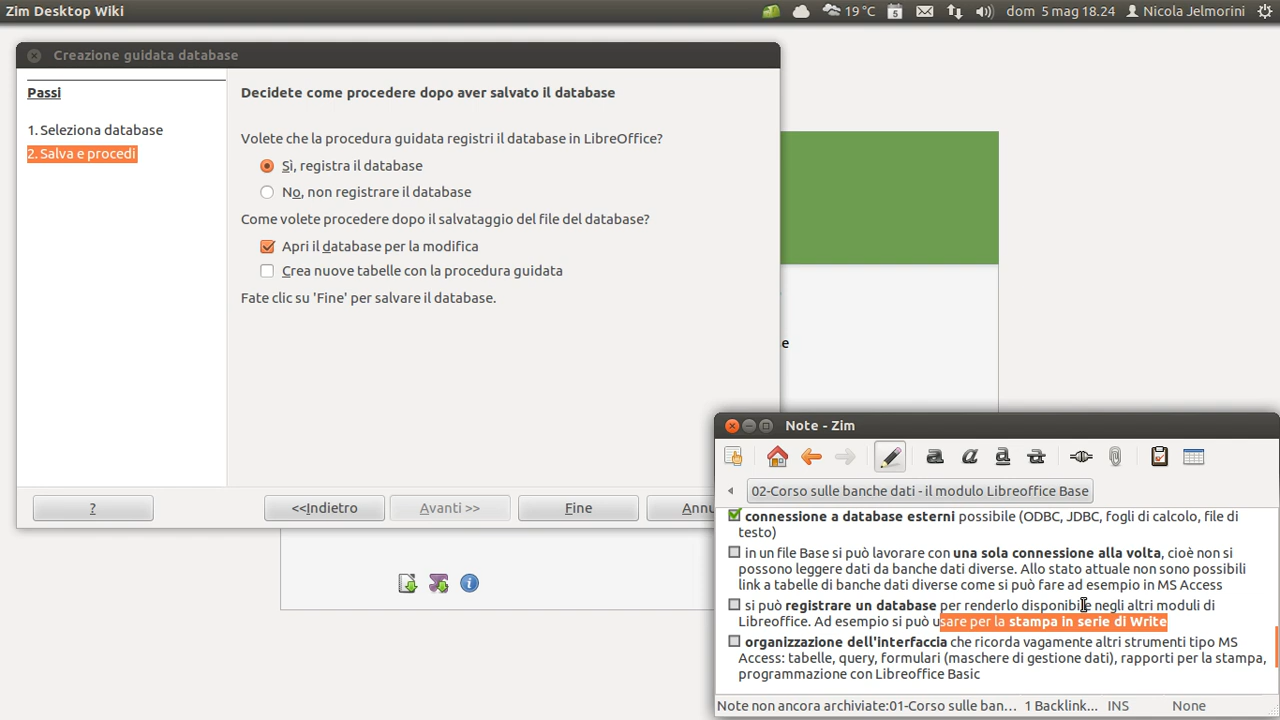 Zim Desktop Wiki
19 °C
5
dom 5 mag 18.24
Nicola Jelmorini
Creazione guidata database
Passi
1. Seleziona database
2. Salva e procedi
Decidete come procedere dopo aver salvato il database
Volete che la procedura guidata registri il database in LibreOffice?
Sì, registra il database
No, non registrare il database
Come volete procedere dopo il salvataggio del file del database?
Apri il database per la modifica
Crea nuove tabelle con la procedura guidata
Fate clic su 'Fine' per salvare il database.
?
<<Indietro
Avanti >>
Fine
Annu
e
Note - Zim
a a a a
02-Corso sulle banche dati - il modulo Libreoffice Base
connessione a database esterni possibile (ODBC, JDBC, fogli di calcolo, file di
testo)
in un file Base si può lavorare con una sola connessione alla volta, cioè non si
possono leggere dati da banche dati diverse. Allo stato attuale non sono possibili
link a tabelle di banche dati diverse come si può fare ad esempio in MS Access
si può registrare un database per renderlo disponibile negli altri moduli di
Libreoffice. Ad esempio si può usare per la stampa in serie di Write
organizzazione dell'interfaccia che ricorda vagamente altri strumenti tipo MS
Access: tabelle, query, formulari (maschere di gestione dati), rapporti per la stampa,
programmazione con Libreoffice Basic
Note non ancora archiviate:01-Corso sulle ban...
1 Backlink...
INS
None